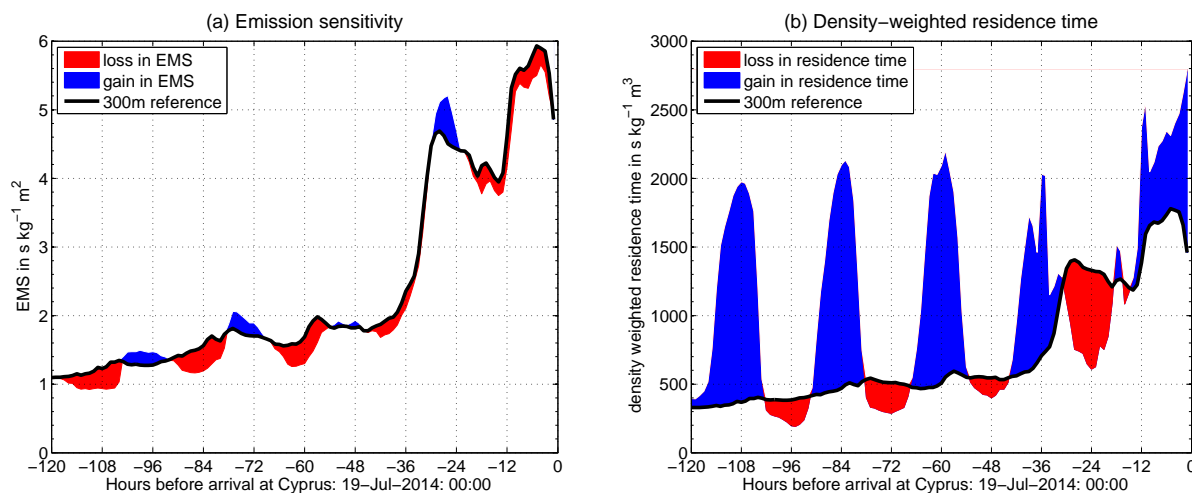 (a) Emission sensitivity
EMS in s kg⁻¹ m²
6
5
4
3
2
1
0
loss in EMS
gain in EMS
300m reference
−120 −108 −96 −84 −72 −60 −48 −36 −24 −12 0
Hours before arrival at Cyprus: 19−Jul−2014: 00:00
(b) Density−weighted residence time
density weighted residence time in s kg⁻¹ m³
3000
2500
2000
1500
1000
500
0
loss in residence time
gain in residence time
300m reference
−120 −108 −96 −84 −72 −60 −48 −36 −24 −12 0
Hours before arrival at Cyprus: 19−Jul−2014: 00:00